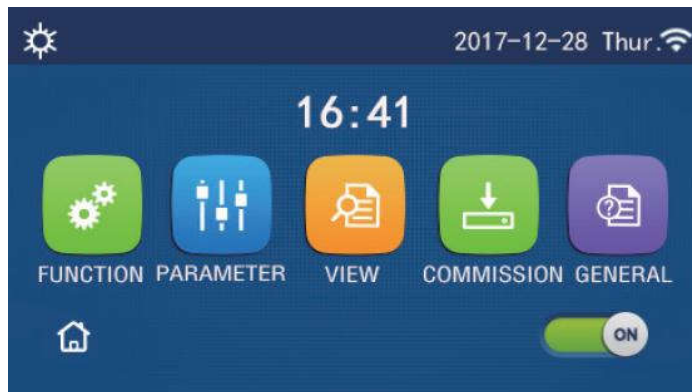 2017-12-28 Thur.
16:41
FUNCTION PARAMETER VIEW COMMISSION GENERAL
ON